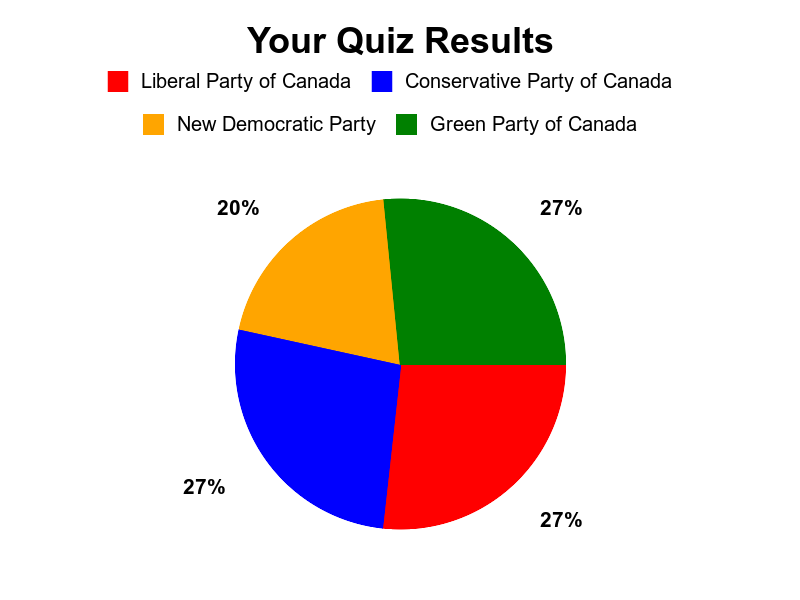 Your Quiz Results
Liberal Party of Canada Conservative Party of Canada
New Democratic Party Green Party of Canada
20% 27%
27%
27%